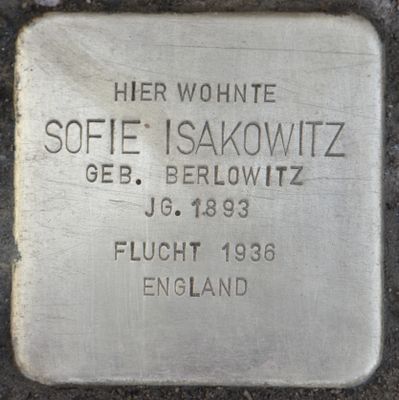 HIER WOHNTE
SOFIE ISAKOWITZ
GEB. BERLOWITZ
JG. 1893
FLUCHT 1936
ENGLAND